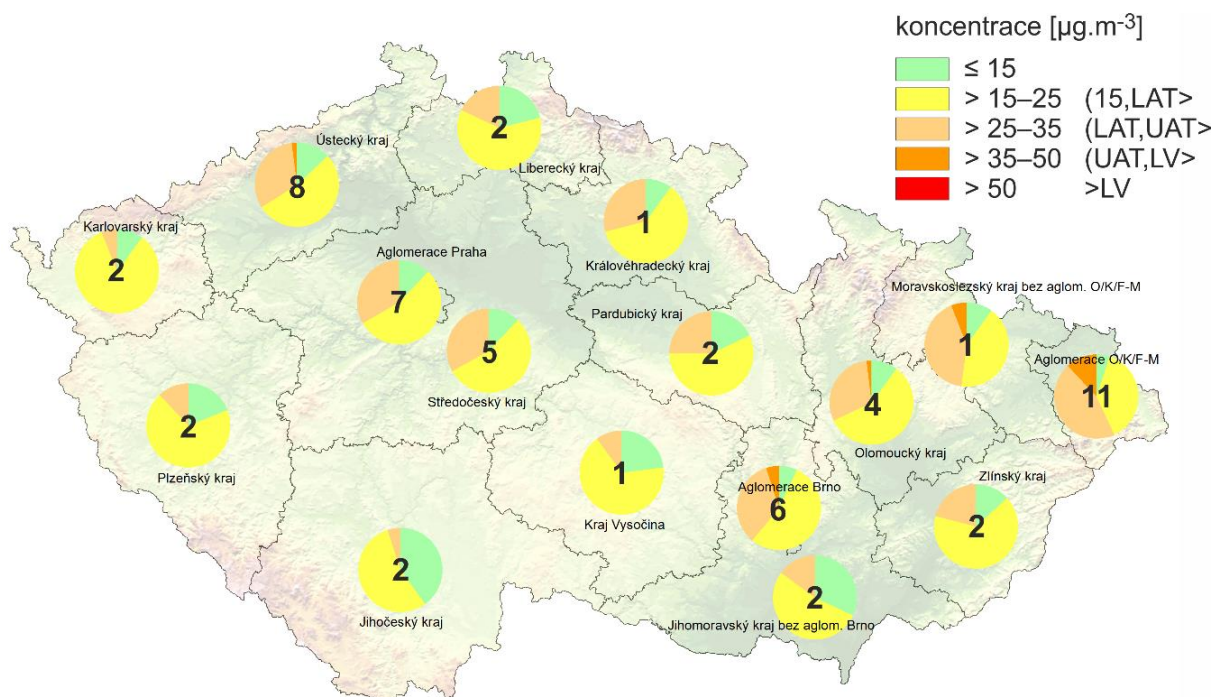 koncentrace [µg.m-3]
≤ 15
> 15–25 (15,LAT>
> 25–35 (LAT,UAT>
> 35–50 (UAT,LV>
> 50 >LV
2
Liberecký kraj
Ústecký kraj
8
Karlovarský kraj
2
1
Královéhradecký kraj
Aglomerace Praha
7
5
Středočeský kraj
Pardubický kraj
2
Moravskoslezský kraj bez aglom. O/K/F-M
1
Aglomerace O/K/F-M
11
4
Olomoucký kraj
2
Plzeňský kraj
1
Kraj Vysočina
Aglomerace Brno
6
Zlínský kraj
2
2
Jihočeský kraj
2
Jihomoravský kraj bez aglom. Brno